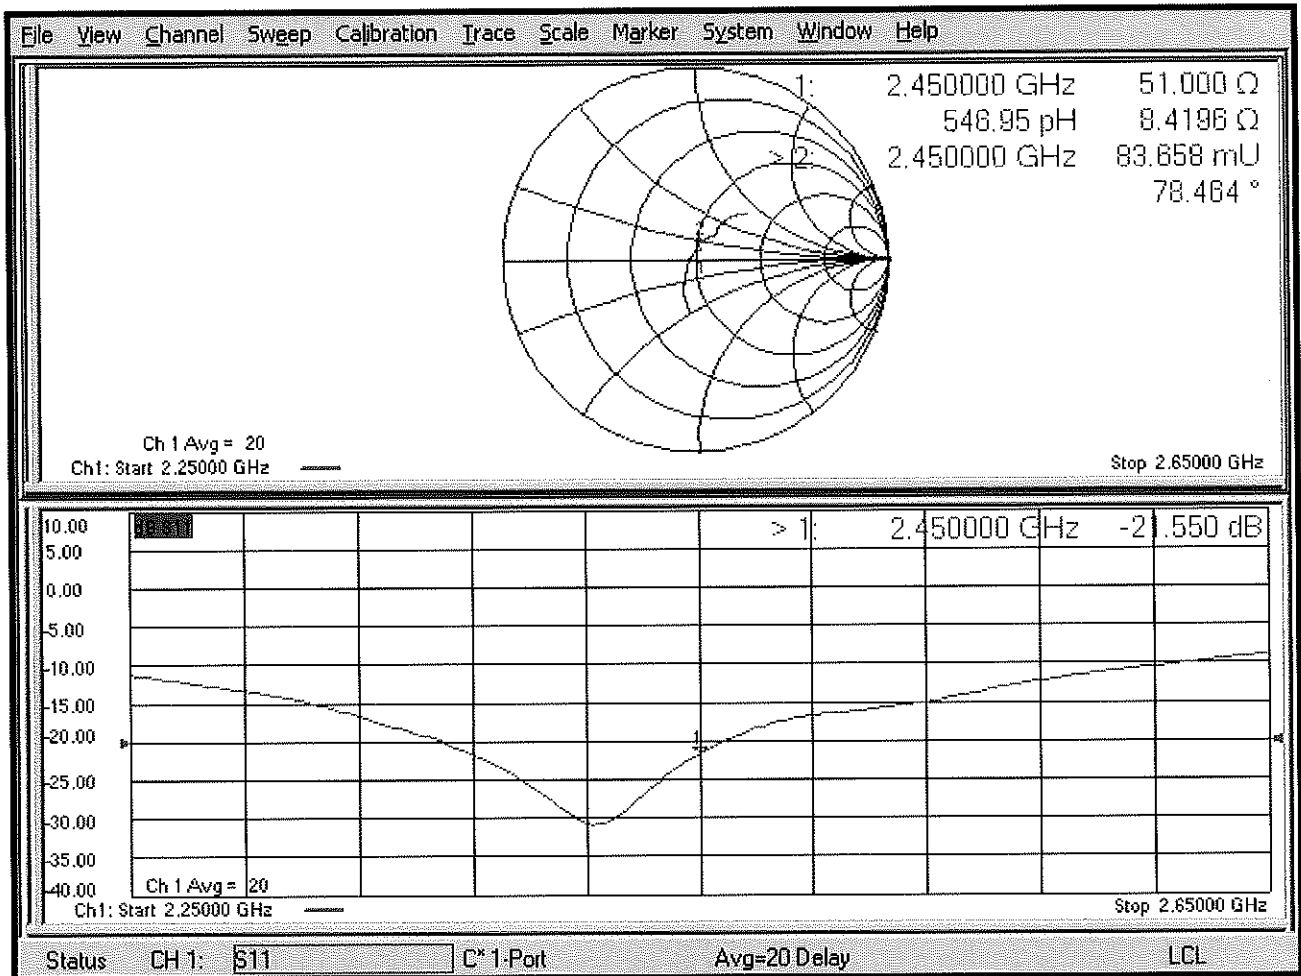 File View Channel Sweep Calibration Trace Scale Marker System Window Help
1: 2.450000 GHz 51.000 Ω
546.95 pH 8.4196 Ω
> 2: 2.450000 GHz 83.658 mU
78.464 °
Ch 1 Avg = 20
Ch1: Start 2.25000 GHz
Stop 2.65000 GHz
> 1: 2.450000 GHz -21.550 dB
10.00
5.00
0.00
-5.00
-10.00
-15.00
-20.00
1
-25.00
-30.00
-35.00
-40.00
Ch 1 Avg = 20
Ch1: Start 2.25000 GHz
Stop 2.65000 GHz
Status CH 1: S11 C* 1-Port Avg=20 Delay LCL